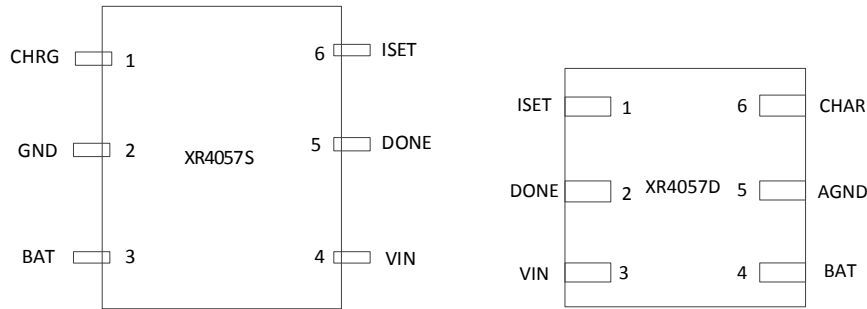 CHRG 1 6 ISET
GND 2 XR4057S 5 DONE
BAT 3 4 VIN
ISET 1 6 CHAR
DONE 2 XR4057D 5 AGND
VIN 3 4 BAT